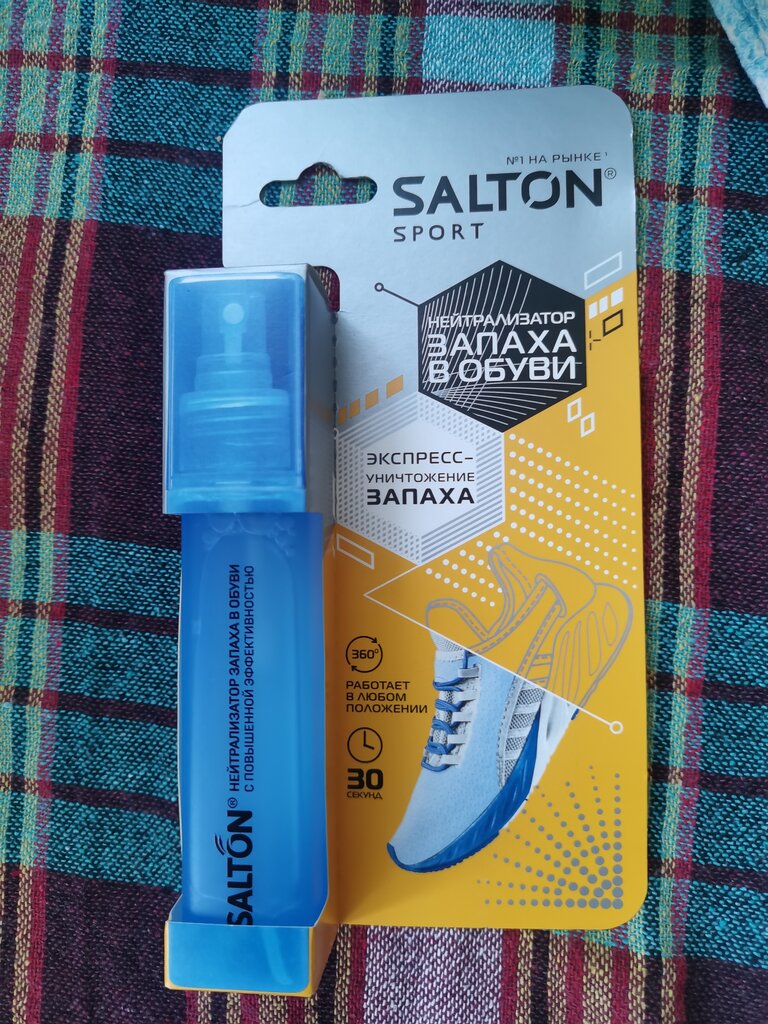 №1 НА РЫНКЕ¹
SALTON®
SPORT
НЕЙТРАЛИЗАТОР
ЗАПАХА
В ОБУВИ
ЭКСПРЕСС-
УНИЧТОЖЕНИЕ
ЗАПАХА
360°
РАБОТАЕТ
В ЛЮБОМ
ПОЛОЖЕНИИ
30
СЕКУНД
SALTON® НЕЙТРАЛИЗАТОР ЗАПАХА В ОБУВИ
С ПОВЫШЕННОЙ ЭФФЕКТИВНОСТЬЮ